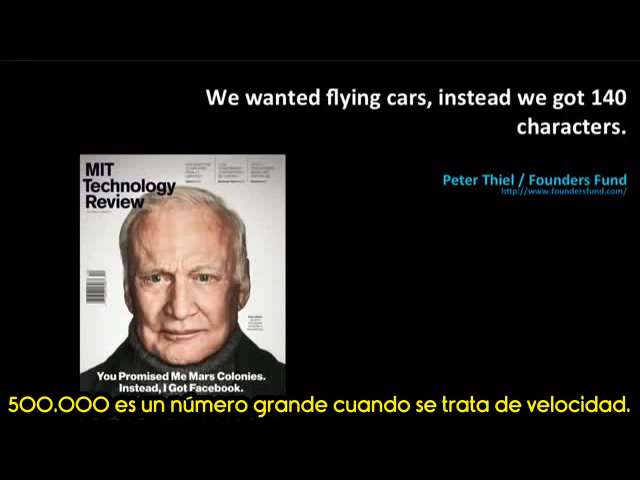 We wanted flying cars, instead we got 140
characters.
Peter Thiel / Founders Fund
http://www.foundersfund.com/
MIT
Technology
Review
You Promised Me Mars Colonies.
Instead, I Got Facebook.
500.000 es un número grande cuando se trata de velocidad.